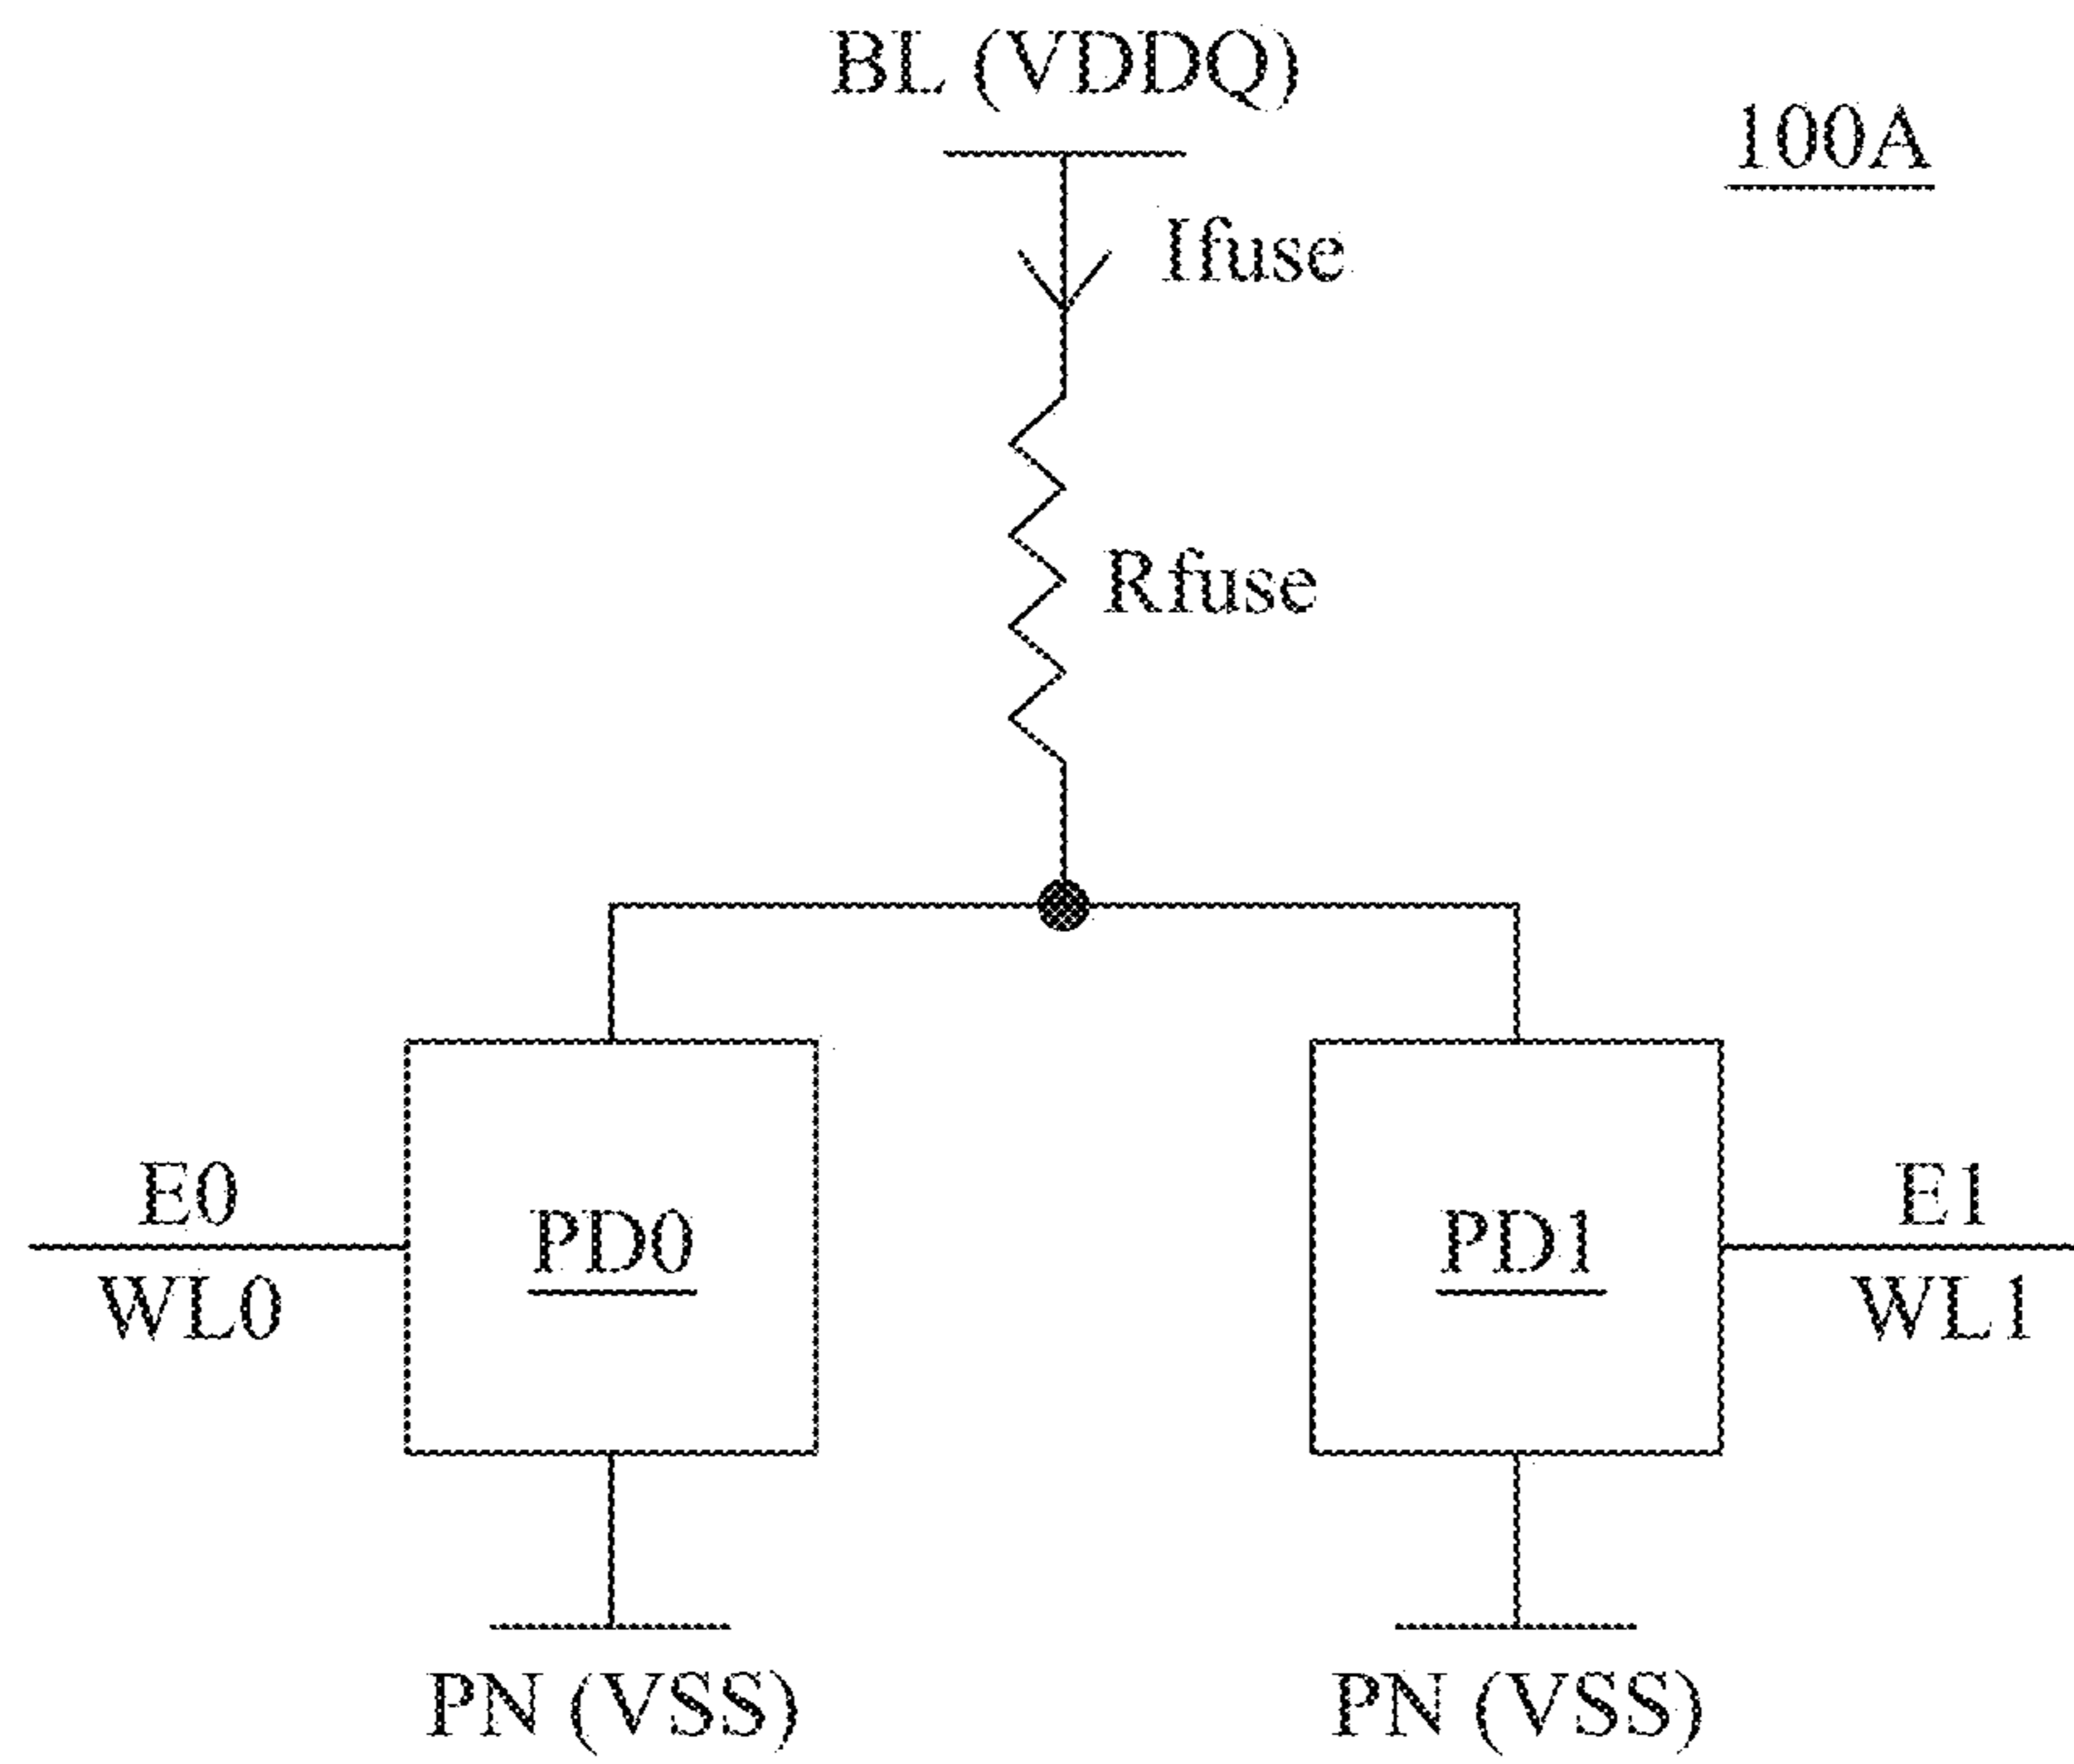 BL (VDDQ)
100A
Ifuse
Rfuse
E0
WL0
PD0
PD1
E1
WL1
PN (VSS)
PN (VSS)